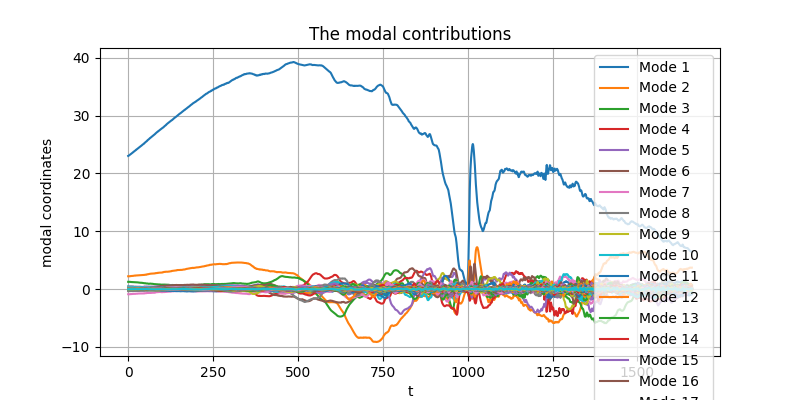 The modal contributions
modal coordinates
40
30
20
10
0
−10
0
250
500
750
1000
1250
1500
t
Mode 1
Mode 2
Mode 3
Mode 4
Mode 5
Mode 6
Mode 7
Mode 8
Mode 9
Mode 10
Mode 11
Mode 12
Mode 13
Mode 14
Mode 15
Mode 16
Mode 17